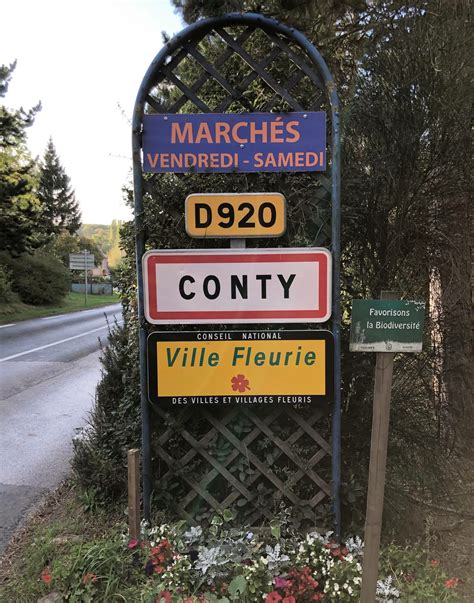 MARCHÉS
VENDREDI - SAMEDI
D920
CONTY
CONSEIL NATIONAL
Ville Fleurie
DES VILLES ET VILLAGES FLEURIS
Favorisons
la Biodiversité